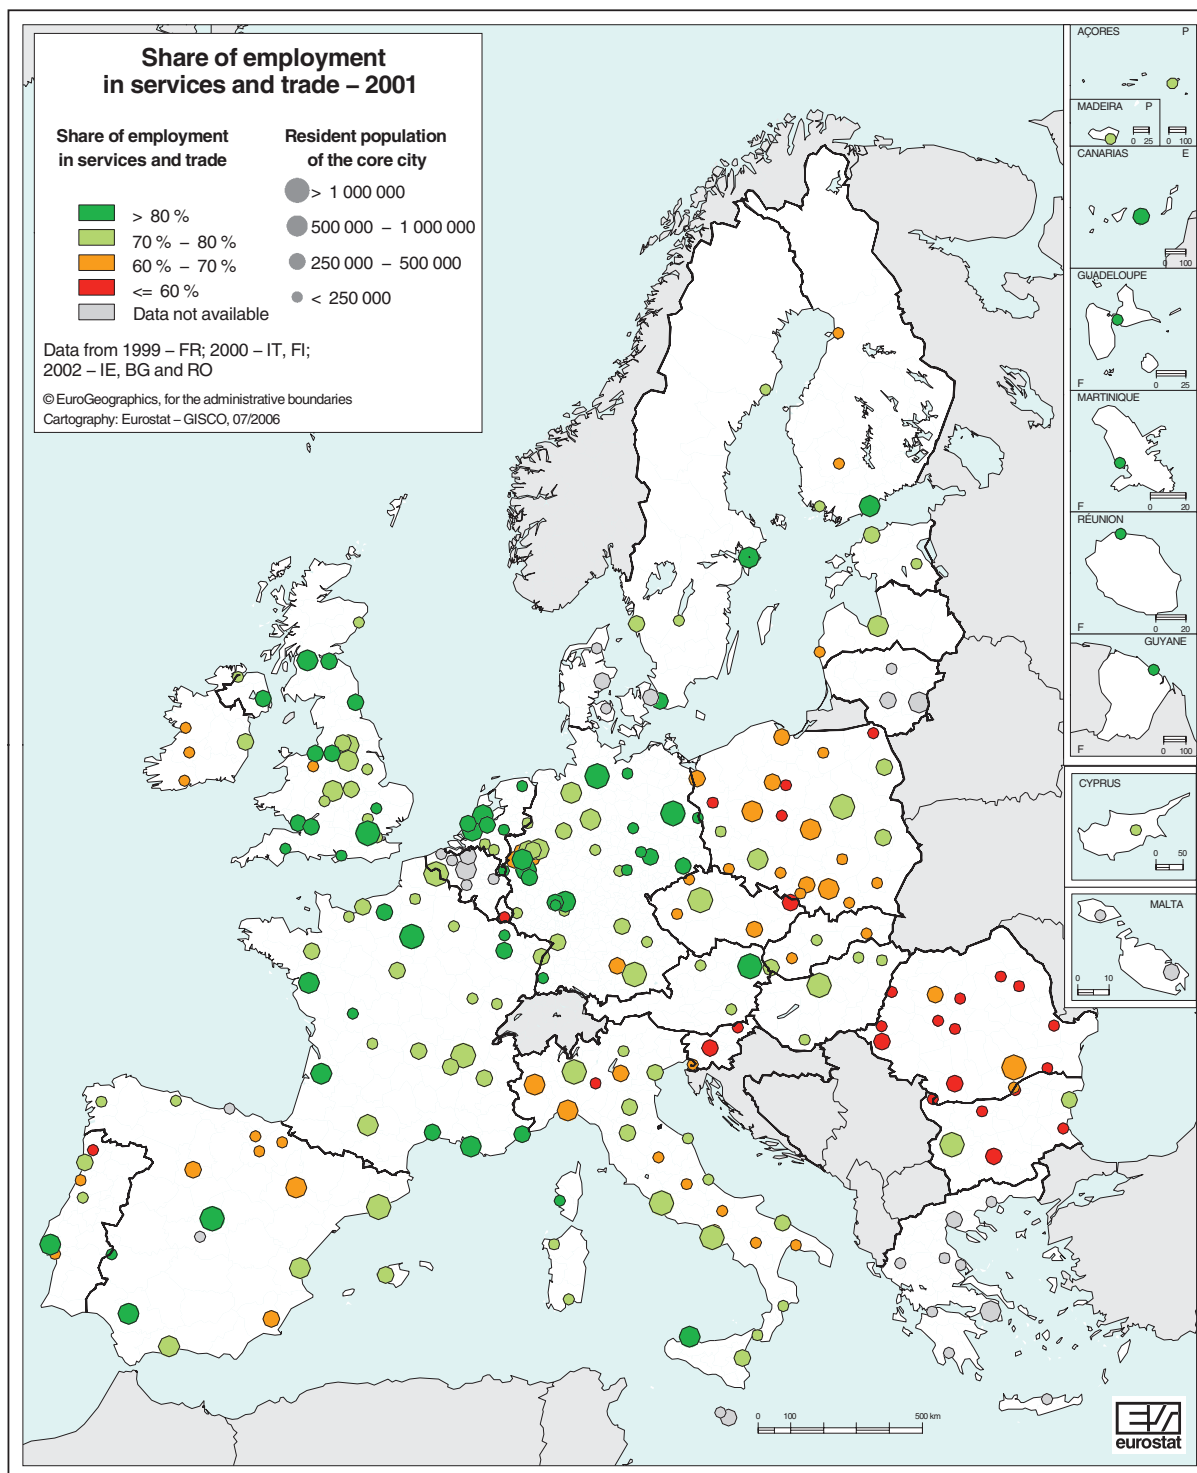 Share of employment
in services and trade – 2001
Share of employment
in services and trade
> 80 %
70 % – 80 %
60 % – 70 %
<= 60 %
Data not available
Resident population
of the core city
> 1 000 000
500 000 – 1 000 000
250 000 – 500 000
< 250 000
Data from 1999 – FR; 2000 – IT, FI;
2002 – IE, BG and RO
© EuroGeographics, for the administrative boundaries
Cartography: Eurostat – GISCO, 07/2006
AÇORES P
MADEIRA P
0 25
0 100
CANARIAS E
0 100
GUADELOUPE
F
0 25
MARTINIQUE
F
0 20
RÉUNION
F
0 20
GUYANE
F
0 100
CYPRUS
0 50
MALTA
0 10
0 100 500 km
eurostat